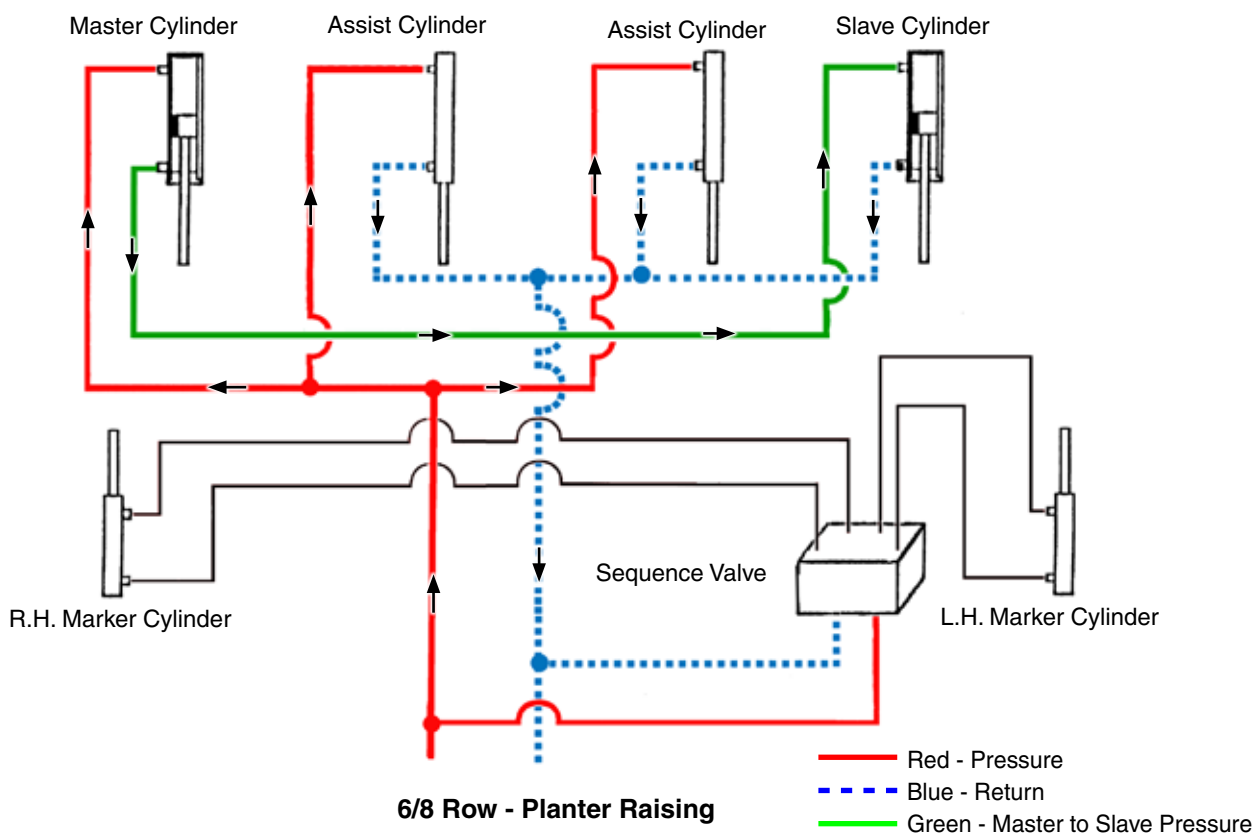 Master Cylinder
Assist Cylinder
Assist Cylinder
Slave Cylinder
Sequence Valve
R.H. Marker Cylinder
L.H. Marker Cylinder
Red - Pressure
Blue - Return
Green - Master to Slave Pressure
6/8 Row - Planter Raising